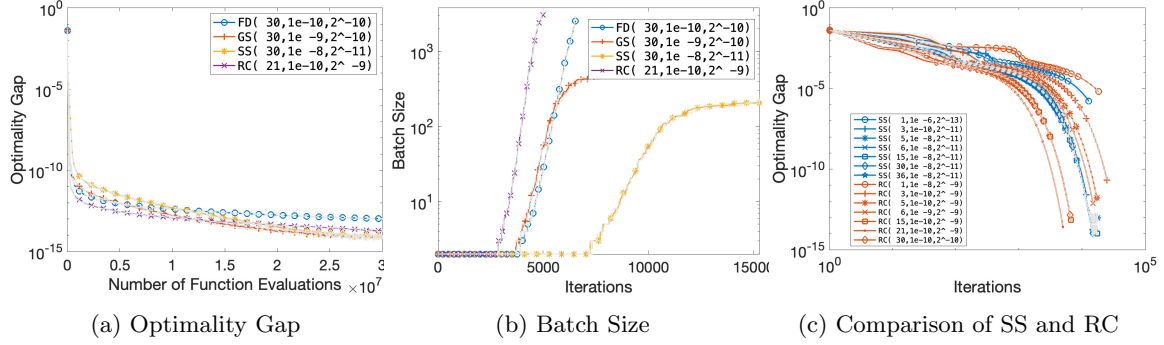 10^0
10^-5
10^-10
10^-15
Optimality Gap
FD( 30,1e-10,2^-10)
GS( 30,1e -9,2^-10)
SS( 30,1e -8,2^-11)
RC( 21,1e-10,2^ -9)
0 0.5 1 1.5 2 2.5 3
Number of Function Evaluations ×10^7
(a) Optimality Gap
10^3
10^2
10^1
Batch Size
FD( 30,1e-10,2^-10)
GS( 30,1e -9,2^-10)
SS( 30,1e -8,2^-11)
RC( 21,1e-10,2^ -9)
0 5000 10000 15000
Iterations
(b) Batch Size
10^0
10^-5
10^-10
10^-15
Optimality Gap
SS( 1,1e -6,2^-13)
SS( 3,1e-10,2^-11)
SS( 5,1e -8,2^-11)
SS( 6,1e -8,2^-11)
SS( 15,1e -8,2^-11)
SS( 30,1e -8,2^-11)
SS( 36,1e -8,2^-11)
RC( 1,1e -8,2^ -9)
RC( 3,1e-10,2^ -9)
RC( 5,1e-10,2^ -9)
RC( 6,1e -9,2^ -9)
RC( 15,1e-10,2^ -9)
RC( 21,1e-10,2^ -9)
RC( 30,1e-10,2^-10)
10^0 10^5
Iterations
(c) Comparison of SS and RC